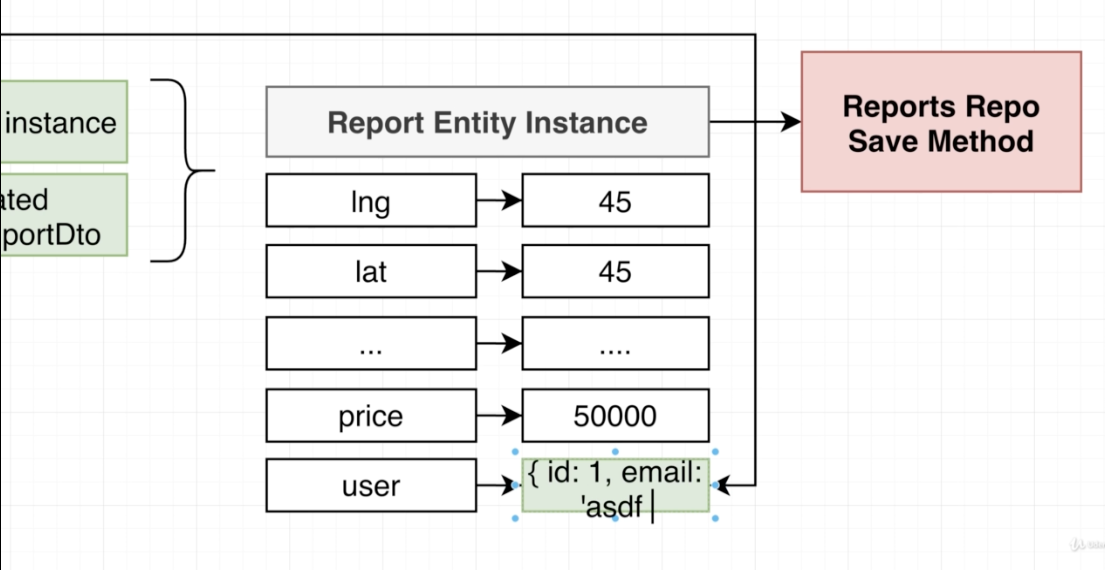 instance
ated
portDto
Report Entity Instance
Reports Repo
Save Method
lng
45
lat
45
...
....
price
50000
user
{ id: 1, email:
'asdf